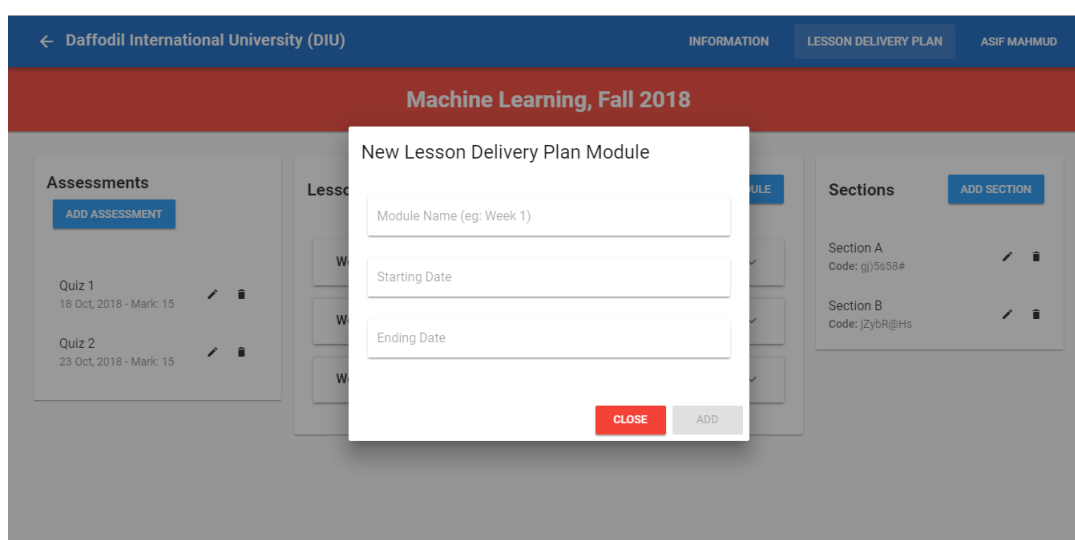 ← Daffodil International University (DIU)
INFORMATION
LESSON DELIVERY PLAN
ASIF MAHMUD
Machine Learning, Fall 2018
Assessments
ADD ASSESSMENT
Quiz 1
18 Oct, 2018 - Mark: 15
Quiz 2
23 Oct, 2018 - Mark: 15
New Lesson Delivery Plan Module
Module Name (eg: Week 1)
Starting Date
Ending Date
CLOSE
ADD
Sections
ADD SECTION
Section A
Code: gj)5s58#
Section B
Code: jZybR@Hs